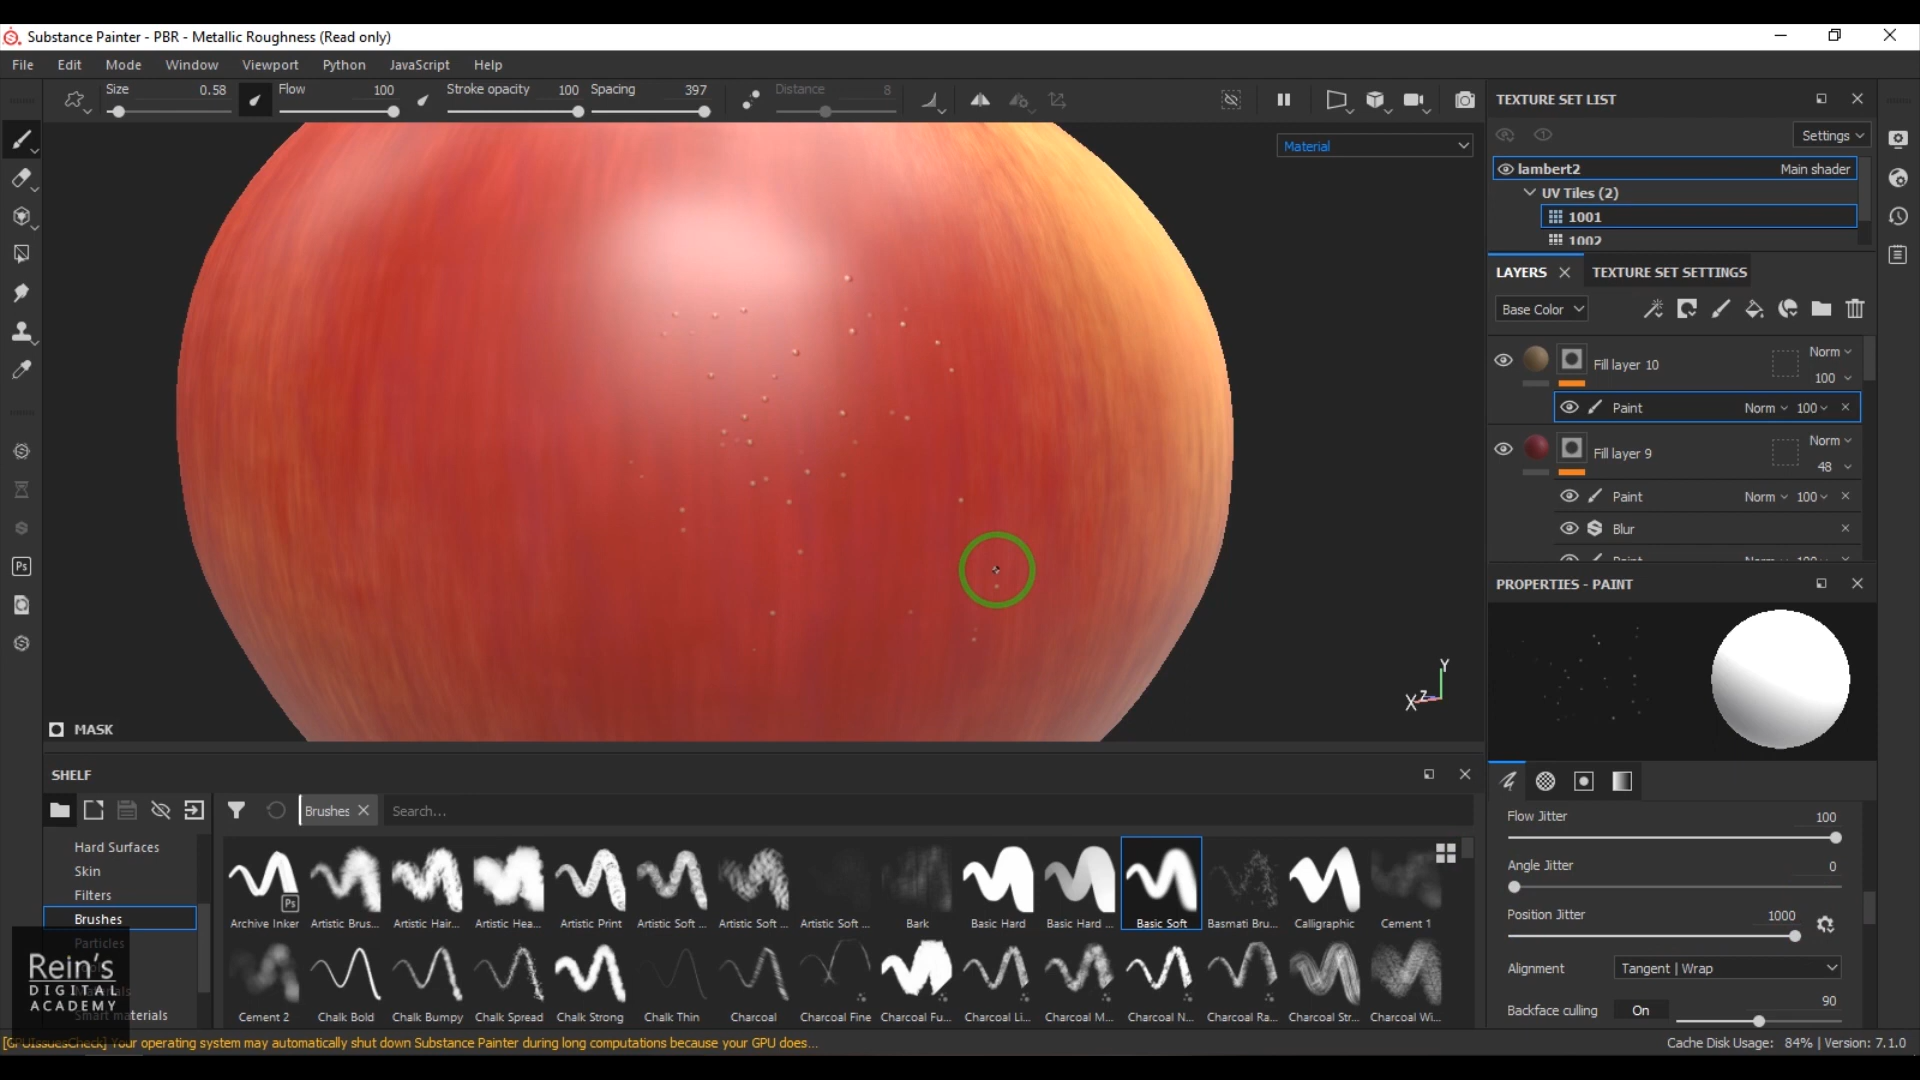 Substance Painter - PBR - Metallic Roughness (Read only)
File Edit Mode Window Viewport Python JavaScript Help
Size 0.58 Flow 100 Stroke opacity 100 Spacing 397 Distance 8
Material
TEXTURE SET LIST
Settings
lambert2 Main shader
UV Tiles (2)
1001
1002
LAYERS TEXTURE SET SETTINGS
Base Color
Norm
Fill layer 10
100
Paint Norm 100
Norm
Fill layer 9
48
Paint Norm 100
Blur
Paint Norm 100
PROPERTIES - PAINT
Y
X Z
MASK
SHELF
Brushes Search...
Hard Surfaces
Skin
Filters
Brushes
Particles
Smart materials
Rein's
DIGITAL
ACADEMY
Ps
Ps
Archive Inker Artistic Brus... Artistic Hair... Artistic Hea... Artistic Print Artistic Soft ... Artistic Soft ... Artistic Soft ... Bark Basic Hard Basic Hard ... Basic Soft Basmati Bru... Calligraphic Cement 1
Cement 2 Chalk Bold Chalk Bumpy Chalk Spread Chalk Strong Chalk Thin Charcoal Charcoal Fine Charcoal Fu... Charcoal Li... Charcoal M... Charcoal N... Charcoal Ra... Charcoal Str... Charcoal Wi...
Flow Jitter 100
Angle Jitter 0
Position Jitter 1000
Alignment Tangent | Wrap
Backface culling On 90
[GPUIssuesCheck] Your operating system may automatically shut down Substance Painter during long computations because your GPU does...
Cache Disk Usage: 84% | Version: 7.1.0